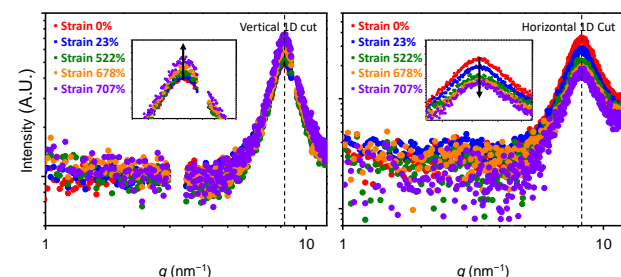 Vertical 1D cut
Strain 0%
Strain 23%
Strain 522%
Strain 678%
Strain 707%
Intensity (A.U.)
1
10
q (nm⁻¹)
Horizontal 1D Cut
Strain 0%
Strain 23%
Strain 522%
Strain 678%
Strain 707%
1
10
q (nm⁻¹)